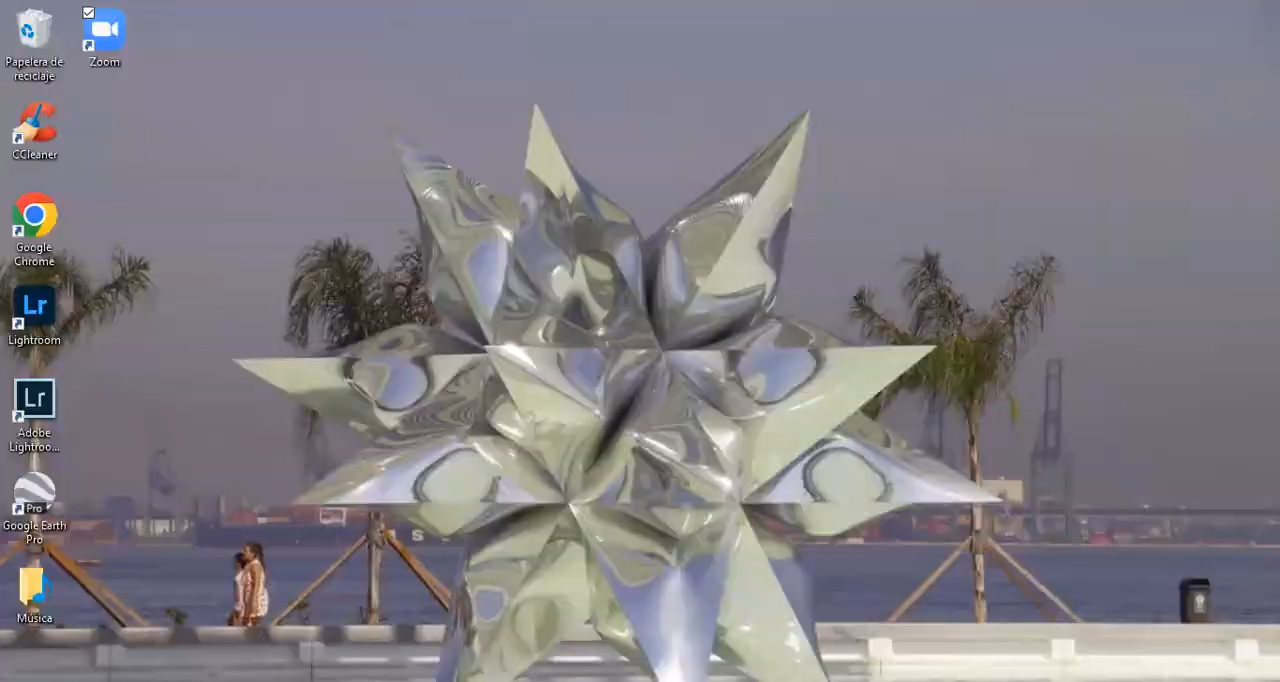 Papelera de
reciclaje
Zoom
CCleaner
Google
Chrome
Lr
Lightroom
Lr
Adobe
Lightroo...
Pro
Google Earth
Pro
Música
S